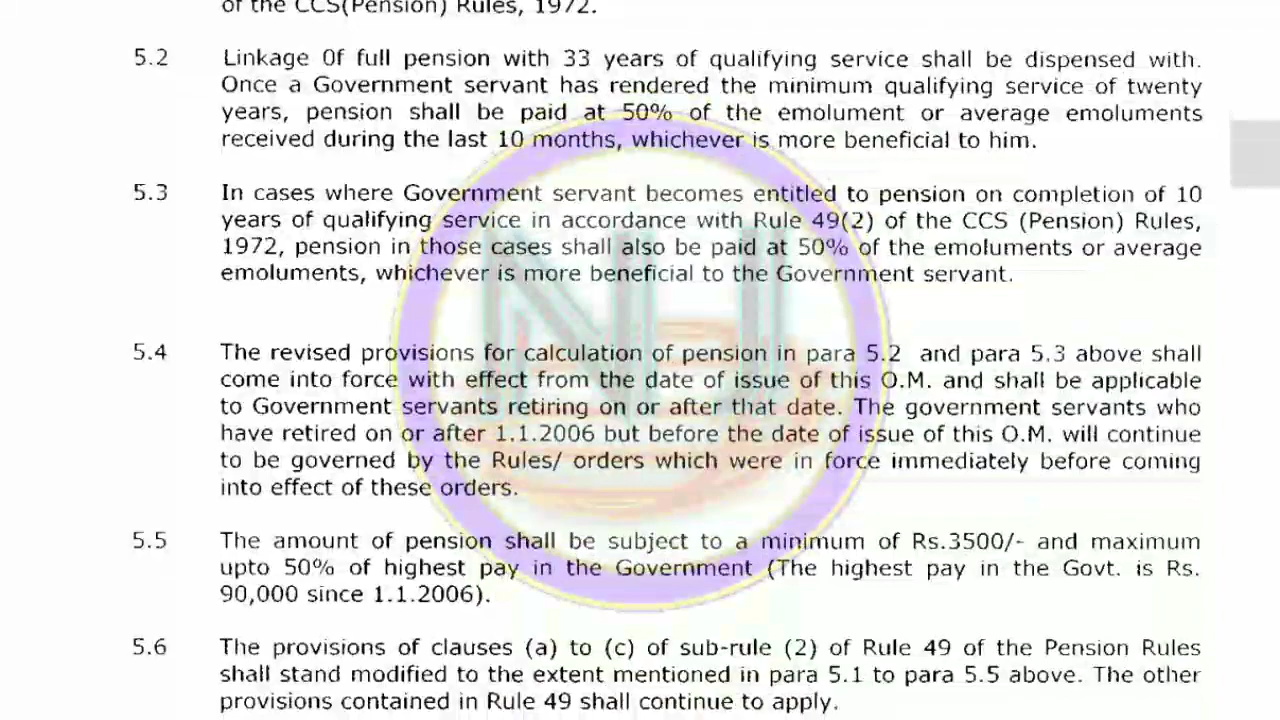 of the CCS(Pension) Rules, 1972.
5.2 Linkage 0f full pension with 33 years of qualifying service shall be dispensed with.
Once a Government servant has rendered the minimum qualifying service of twenty
years, pension shall be paid at 50% of the emolument or average emoluments
received during the last 10 months, whichever is more beneficial to him.
5.3 In cases where Government servant becomes entitled to pension on completion of 10
years of qualifying service in accordance with Rule 49(2) of the CCS (Pension) Rules,
1972, pension in those cases shall also be paid at 50% of the emoluments or average
emoluments, whichever is more beneficial to the Government servant.
5.4 The revised provisions for calculation of pension in para 5.2 and para 5.3 above shall
come into force with effect from the date of issue of this O.M. and shall be applicable
to Government servants retiring on or after that date. The government servants who
have retired on or after 1.1.2006 but before the date of issue of this O.M. will continue
to be governed by the Rules/ orders which were in force immediately before coming
into effect of these orders.
5.5 The amount of pension shall be subject to a minimum of Rs.3500/- and maximum
upto 50% of highest pay in the Government (The highest pay in the Govt. is Rs.
90,000 since 1.1.2006).
5.6 The provisions of clauses (a) to (c) of sub-rule (2) of Rule 49 of the Pension Rules
shall stand modified to the extent mentioned in para 5.1 to para 5.5 above. The other
provisions contained in Rule 49 shall continue to apply.
NJ